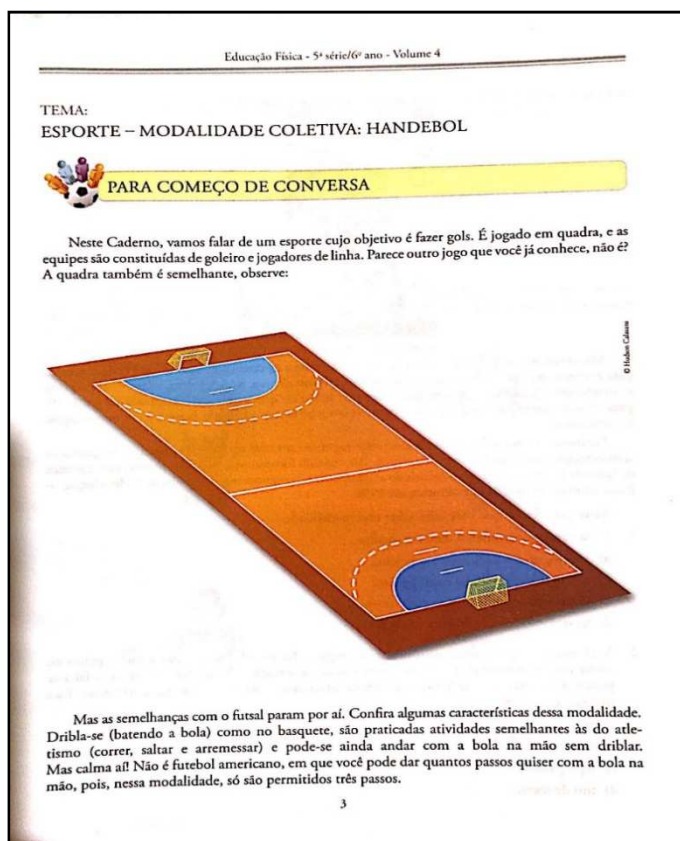 Educação Física - 5ª série/6º ano - Volume 4
TEMA:
ESPORTE – MODALIDADE COLETIVA: HANDEBOL
PARA COMEÇO DE CONVERSA
Neste Caderno, vamos falar de um esporte cujo objetivo é fazer gols. É jogado em quadra, e as
equipes são constituídas de goleiro e jogadores de linha. Parece outro jogo que você já conhece, não é?
A quadra também é semelhante, observe:
Mas as semelhanças com o futsal param por aí. Confira algumas características dessa modalidade.
Dribla-se (batendo a bola) como no basquete, são praticadas atividades semelhantes às do atle-
tismo (correr, saltar e arremessar) e pode-se ainda andar com a bola na mão sem driblar.
Mas calma aí! Não é futebol americano, em que você pode dar quantos passos quiser com a bola na
mão, pois, nessa modalidade, só são permitidos três passos.
3